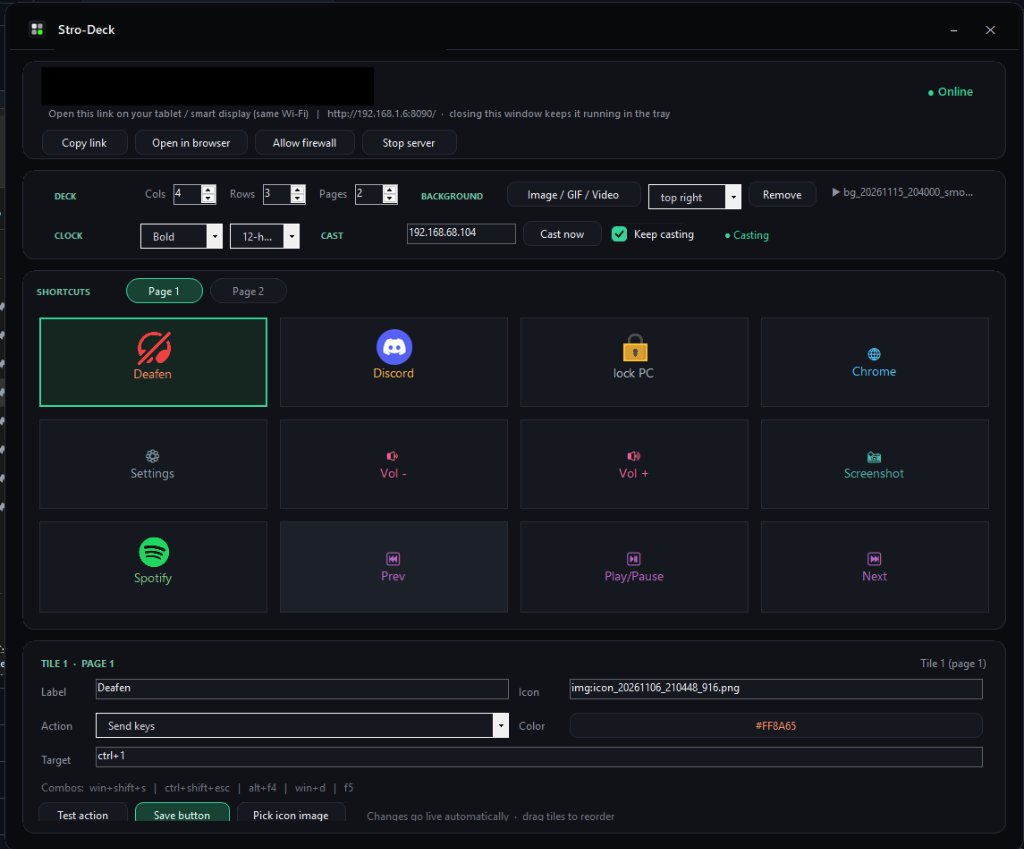 Stro-Deck
Online
Open this link on your tablet / smart display (same Wi-Fi) | http://192.168.1.6:8090/ · closing this window keeps it running in the tray
Copy link Open in browser Allow firewall Stop server
DECK Cols 4 Rows 3 Pages 2 BACKGROUND Image / GIF / Video top right Remove bg_20261115_204000_smo...
CLOCK Bold 12-h... CAST 192.168.68.104 Cast now Keep casting Casting
SHORTCUTS Page 1 Page 2
Deafen Discord lock PC Chrome
Settings Vol - Vol + Screenshot
Spotify Prev Play/Pause Next
TILE 1 · PAGE 1 Tile 1 (page 1)
Label Deafen Icon img:icon_20261106_210448_916.png
Action Send keys Color #FF8A65
Target ctrl+1
Combos: win+shift+s | ctrl+shift+esc | alt+f4 | win+d | f5
Test action Save button Pick icon image Changes go live automatically · drag tiles to reorder